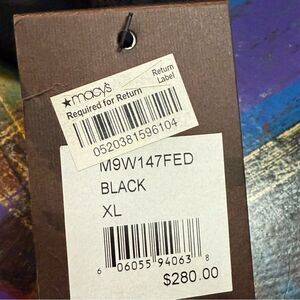 ★macy's
Return
Label
Required for Return
0520381596104
M9W147FED
BLACK
XL
6 06055 94063 8
$280.00